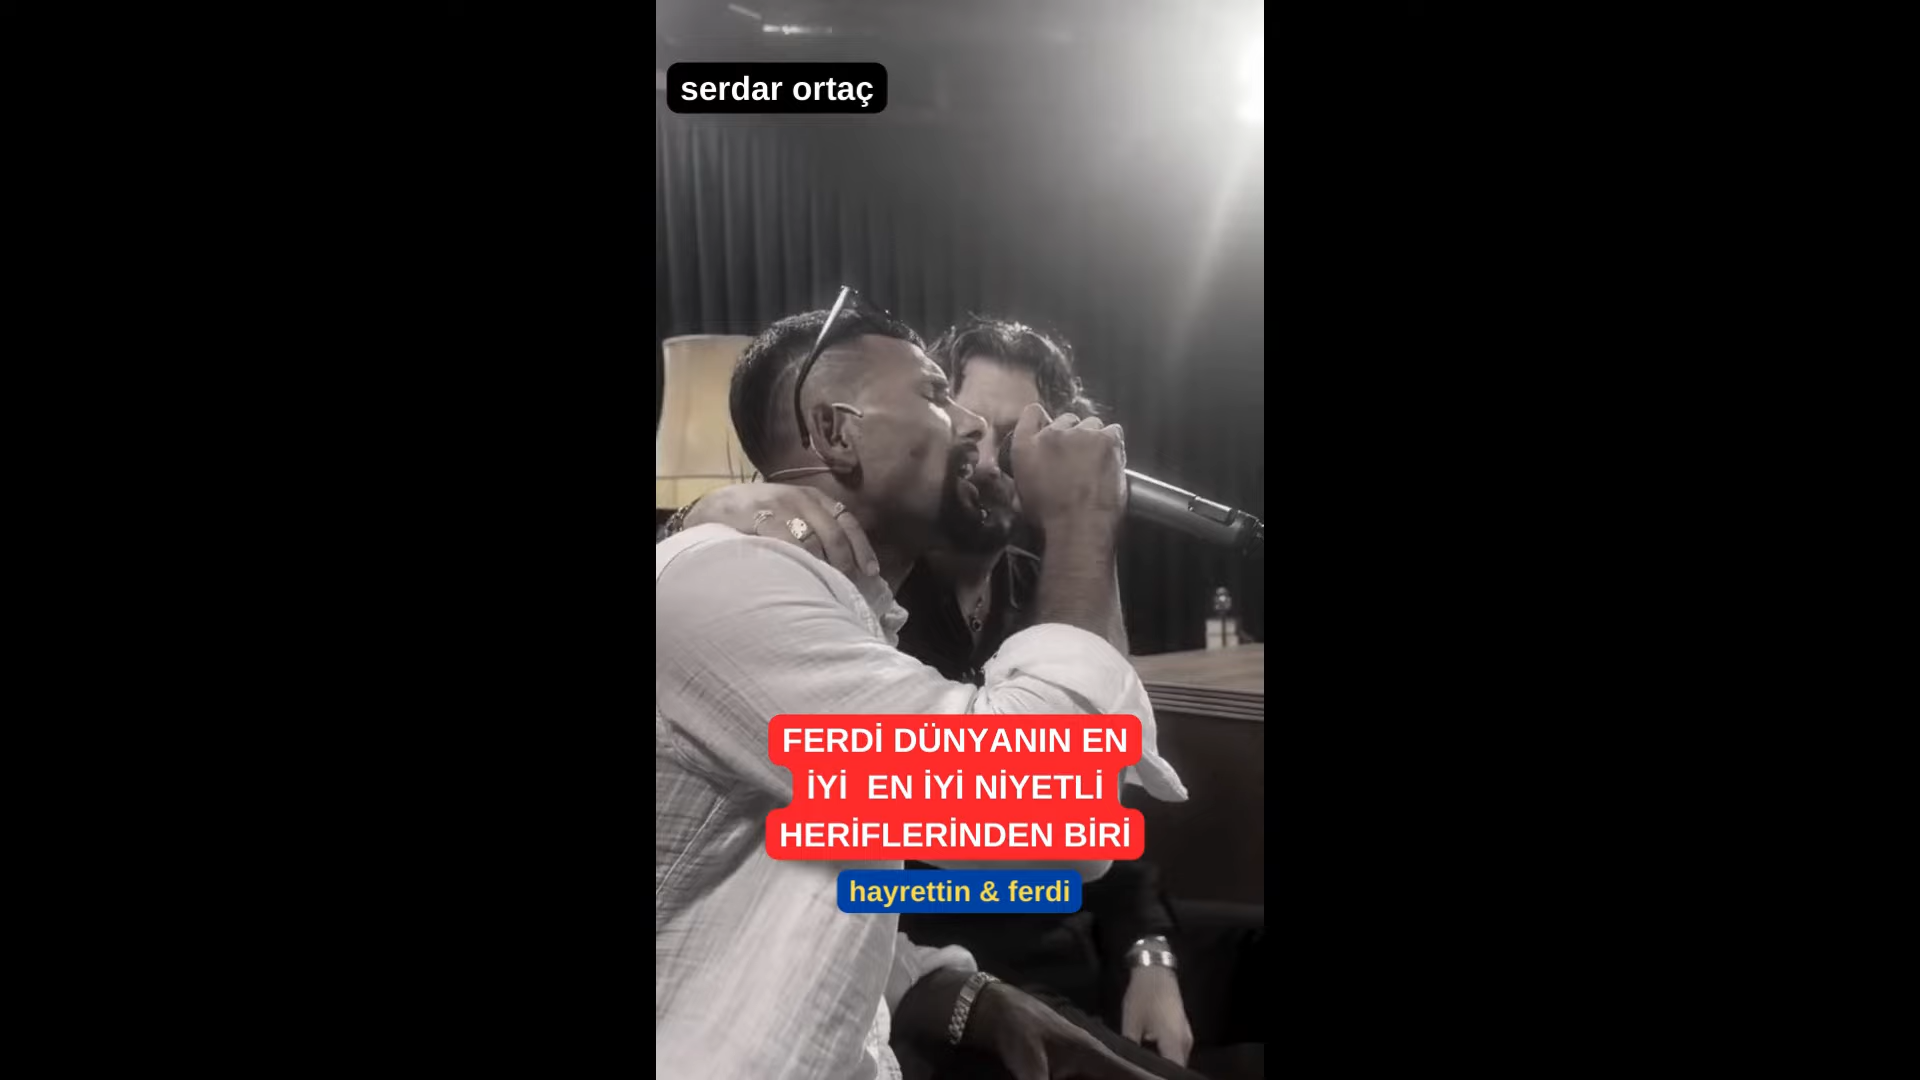 serdar ortaç
FERDİ DÜNYANIN EN
İYİ  EN İYİ NİYETLİ
HERİFLERİNDEN BİRİ
hayrettin & ferdi